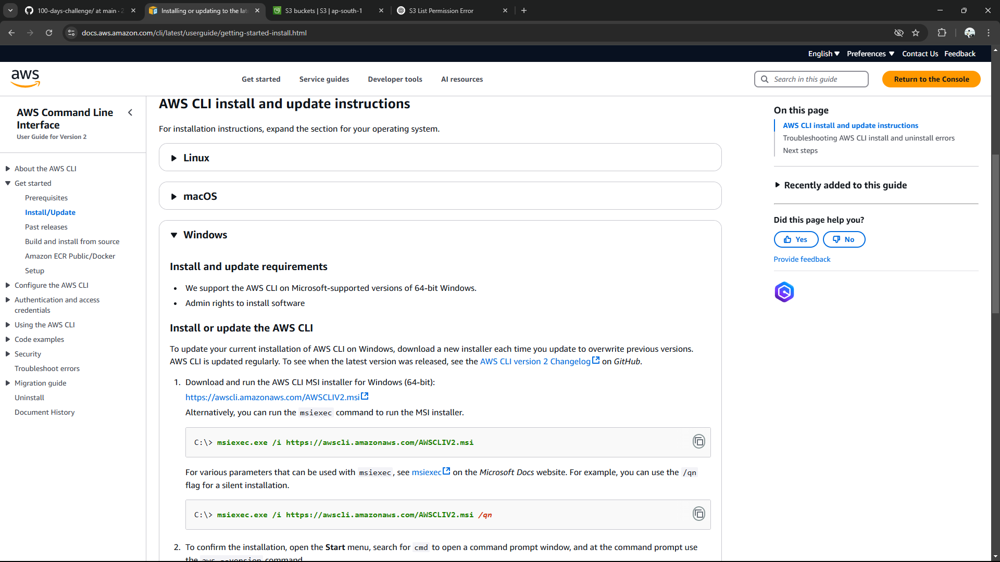 100-days-challenge/ at main · 2
Installing or updating to the late
S3 buckets | S3 | ap-south-1
S3 List Permission Error
docs.aws.amazon.com/cli/latest/userguide/getting-started-install.html
English
Preferences
Contact Us
Feedback
aws
Get started
Service guides
Developer tools
AI resources
Search in this guide
Return to the Console
AWS Command Line
Interface
User Guide for Version 2
About the AWS CLI
Get started
Prerequisites
Install/Update
Past releases
Build and install from source
Amazon ECR Public/Docker
Setup
Configure the AWS CLI
Authentication and access
credentials
Using the AWS CLI
Code examples
Security
Troubleshoot errors
Migration guide
Uninstall
Document History
AWS CLI install and update instructions
For installation instructions, expand the section for your operating system.
Linux
macOS
Windows
Install and update requirements
• We support the AWS CLI on Microsoft-supported versions of 64-bit Windows.
• Admin rights to install software
Install or update the AWS CLI
To update your current installation of AWS CLI on Windows, download a new installer each time you update to overwrite previous versions.
AWS CLI is updated regularly. To see when the latest version was released, see the AWS CLI version 2 Changelog on GitHub.
1. Download and run the AWS CLI MSI installer for Windows (64-bit):
https://awscli.amazonaws.com/AWSCLIV2.msi
Alternatively, you can run the msiexec command to run the MSI installer.
C:\> msiexec.exe /i https://awscli.amazonaws.com/AWSCLIV2.msi
For various parameters that can be used with msiexec, see msiexec on the Microsoft Docs website. For example, you can use the /qn
flag for a silent installation.
C:\> msiexec.exe /i https://awscli.amazonaws.com/AWSCLIV2.msi /qn
2. To confirm the installation, open the Start menu, search for cmd to open a command prompt window, and at the command prompt use
the aws --version command.
On this page
AWS CLI install and update instructions
Troubleshooting AWS CLI install and uninstall errors
Next steps
Recently added to this guide
Did this page help you?
Yes
No
Provide feedback